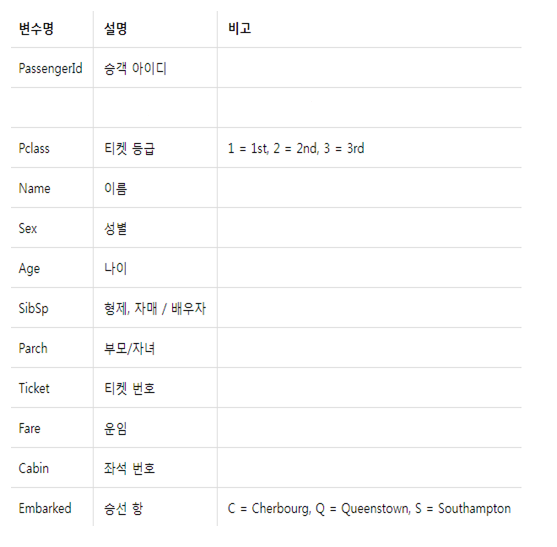 변수명 설명 비고
PassengerId 승객 아이디
Pclass 티켓 등급 1 = 1st, 2 = 2nd, 3 = 3rd
Name 이름
Sex 성별
Age 나이
SibSp 형제, 자매 / 배우자
Parch 부모/자녀
Ticket 티켓 번호
Fare 운임
Cabin 좌석 번호
Embarked 승선 항 C = Cherbourg, Q = Queenstown, S = Southampton